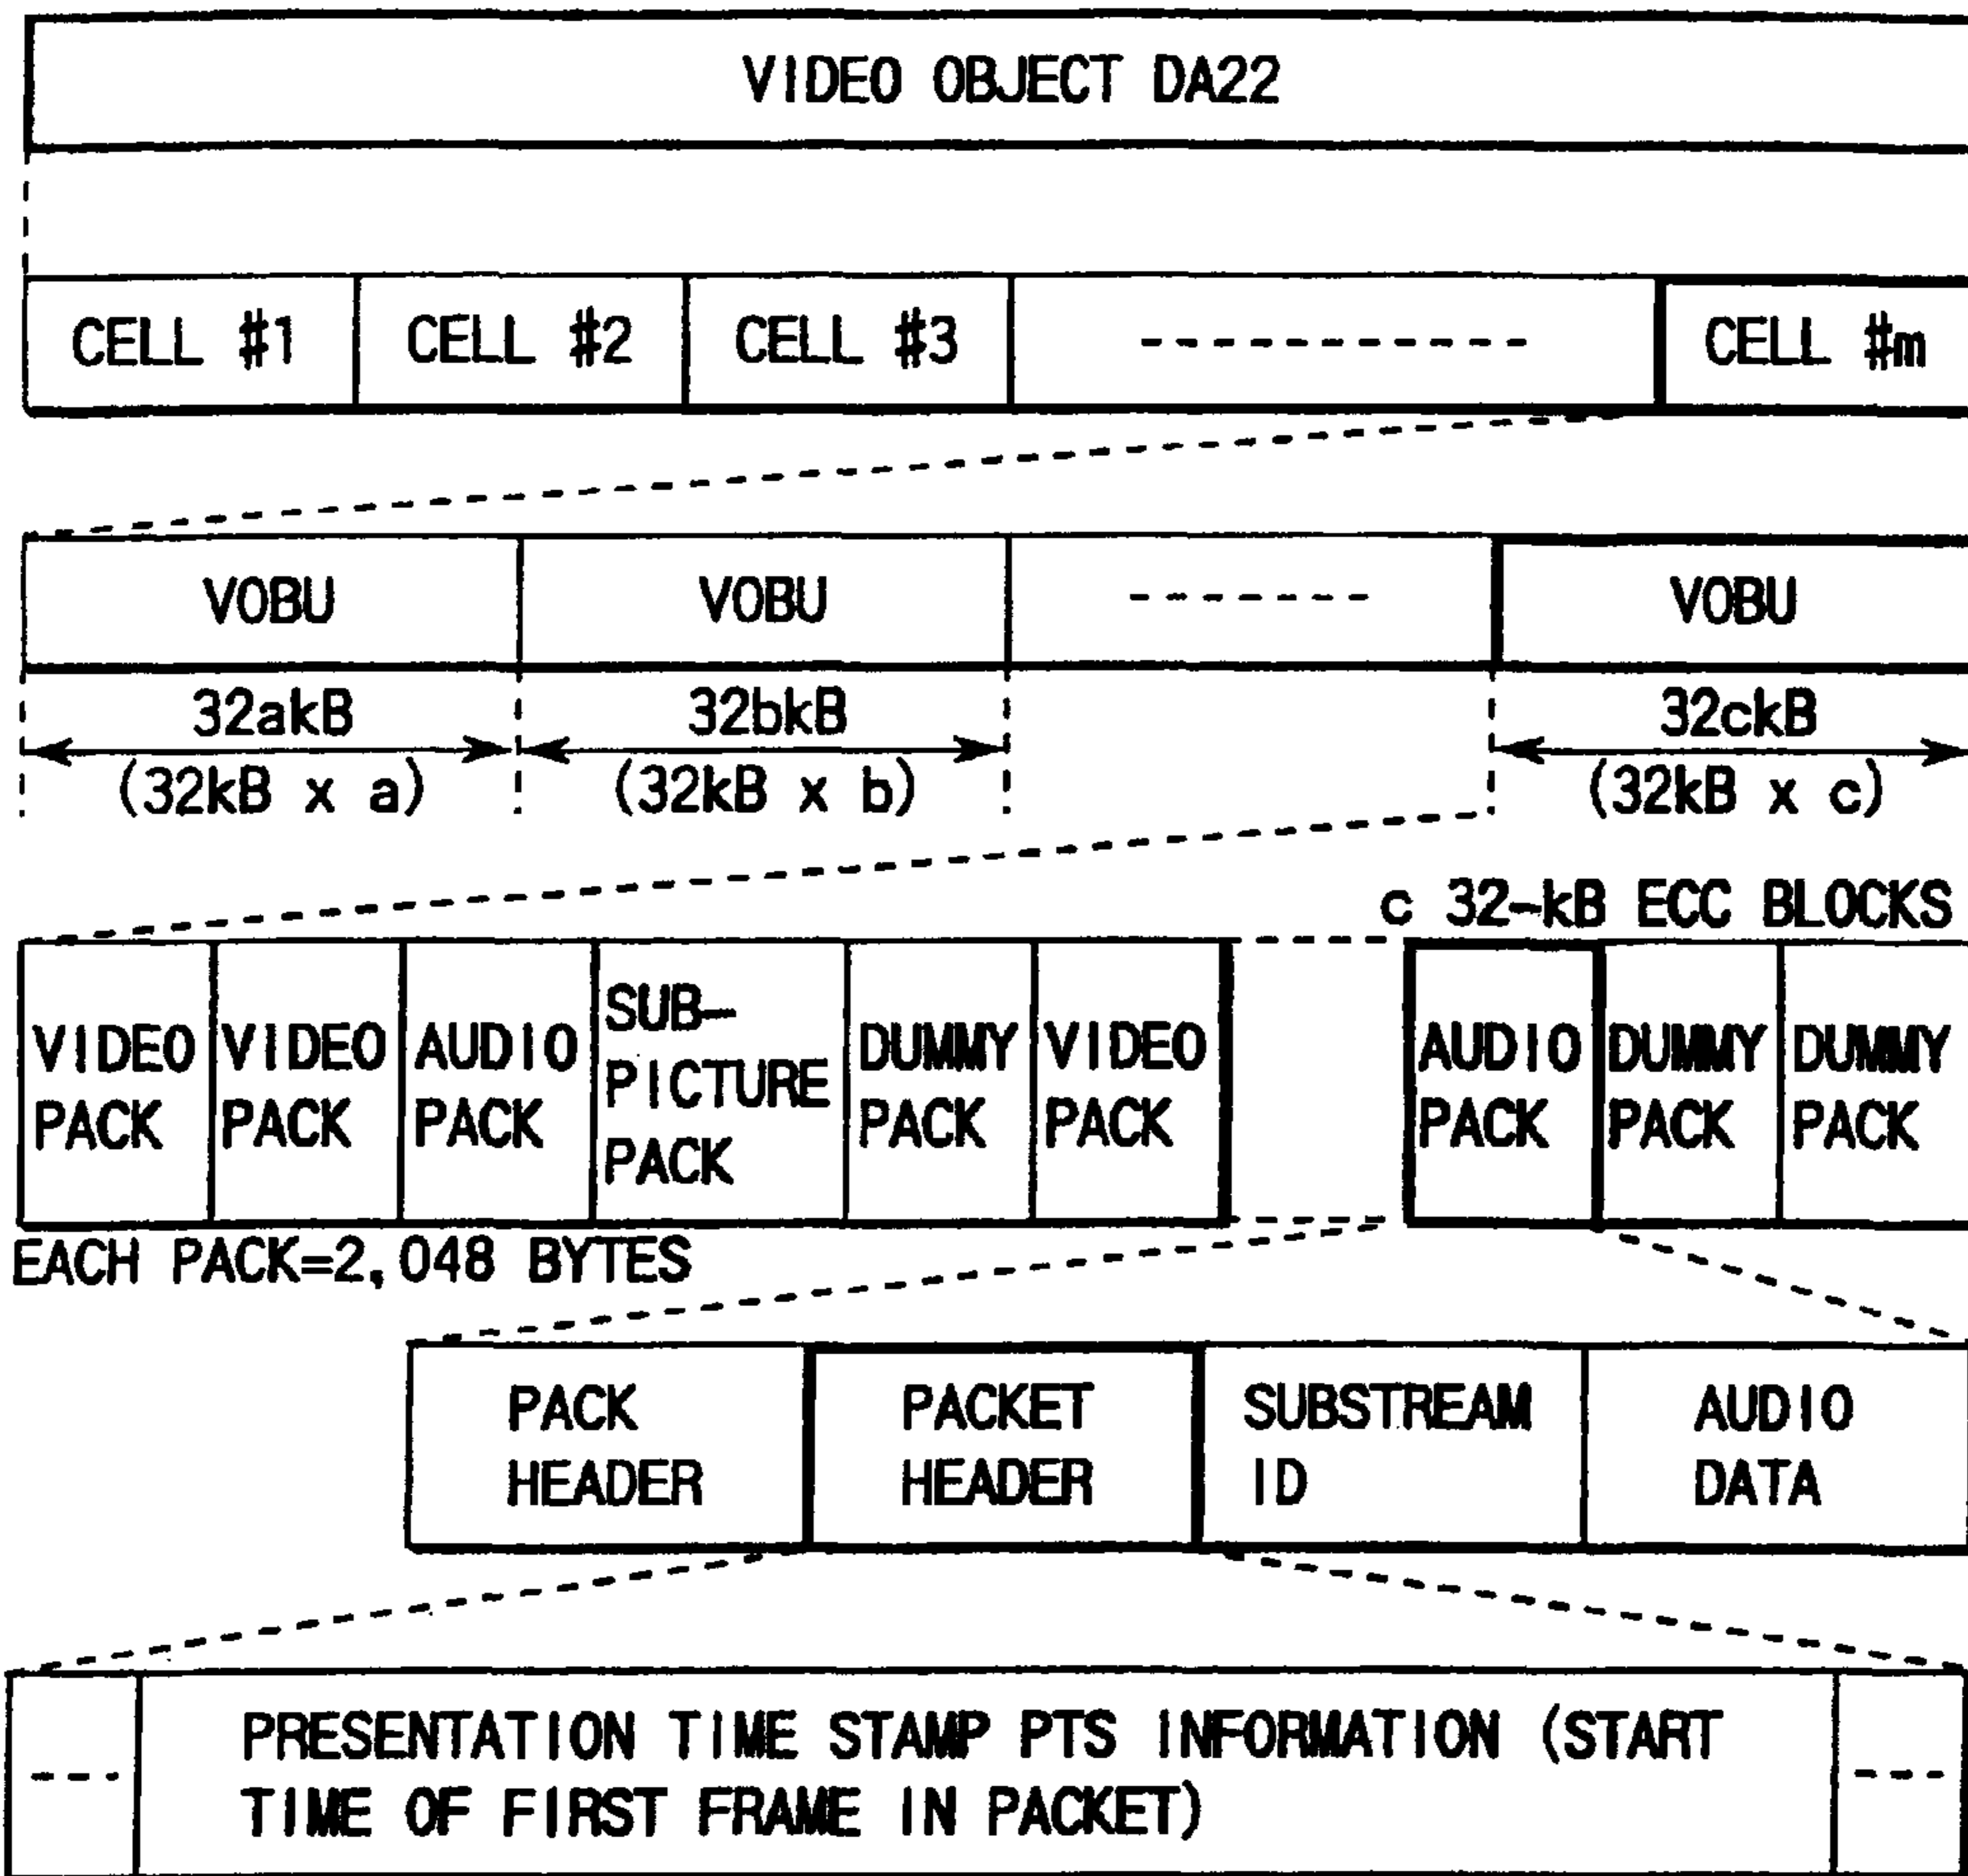 VIDEO OBJECT DA22
CELL #1 CELL #2 CELL #3 ------------ CELL #m
VOBU VOBU ------- VOBU
32akB 32bkB 32ckB
(32kB x a) (32kB x b) (32kB x c)
c 32-kB ECC BLOCKS
VIDEO
PACK
VIDEO
PACK
AUDIO
PACK
SUB-
PICTURE
PACK
DUMMY
PACK
VIDEO
PACK
AUDIO
PACK
DUMMY
PACK
DUMMY
PACK
EACH PACK=2,048 BYTES
PACK
HEADER
PACKET
HEADER
SUBSTREAM
ID
AUDIO
DATA
--- PRESENTATION TIME STAMP PTS INFORMATION (START
TIME OF FIRST FRAME IN PACKET) ---